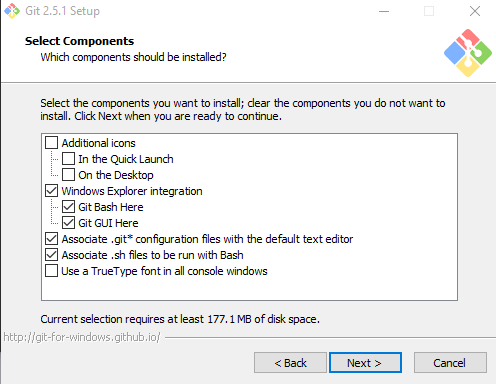 Git 2.5.1 Setup
Select Components
Which components should be installed?
Select the components you want to install; clear the components you do not want to
install. Click Next when you are ready to continue.
Additional icons
In the Quick Launch
On the Desktop
Windows Explorer integration
Git Bash Here
Git GUI Here
Associate .git* configuration files with the default text editor
Associate .sh files to be run with Bash
Use a TrueType font in all console windows
Current selection requires at least 177.1 MB of disk space.
http://git-for-windows.github.io/
< Back
Next >
Cancel